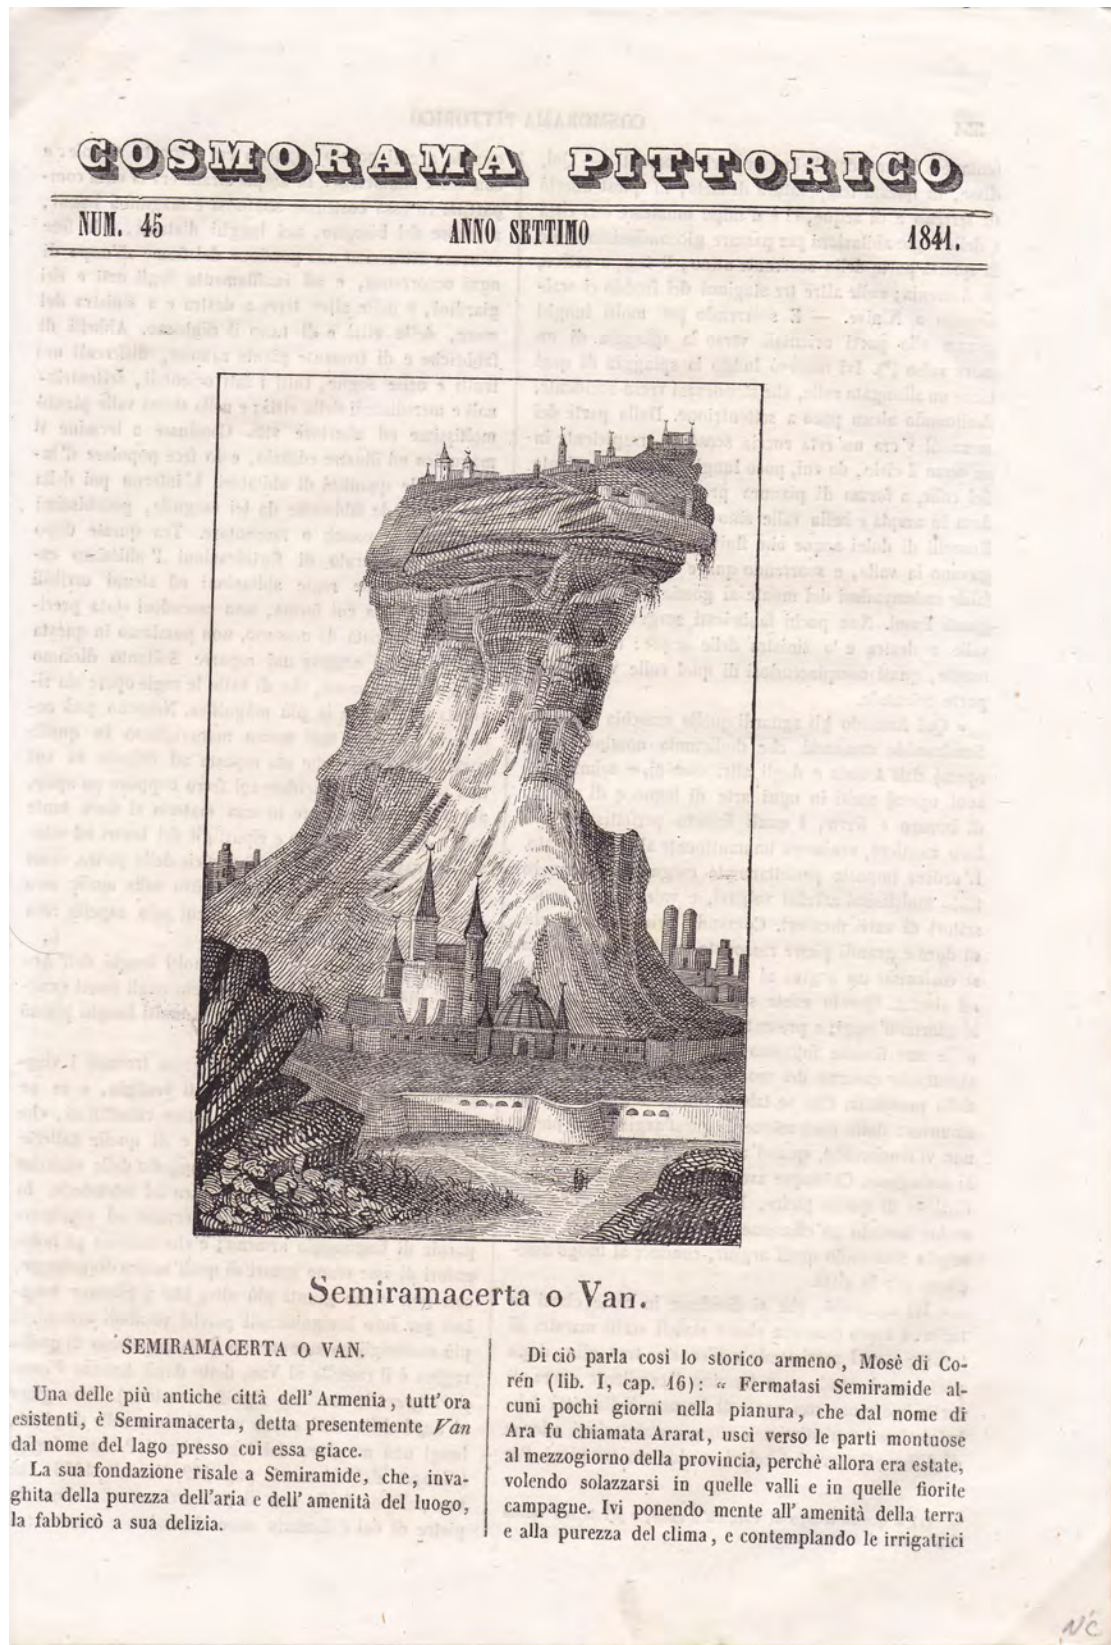 COSMORAMA PITTORICO
NUM. 45 ANNO SETTIMO 1841.
Semiramacerta o Van.
SEMIRAMACERTA O VAN.
Una delle più antiche città dell' Armenia, tutt' ora
esistenti, è Semiramacerta, detta presentemente Van
dal nome del lago presso cui essa giace.
La sua fondazione risale a Semiramide, che, inva-
ghita della purezza dell'aria e dell' amenità del luogo,
la fabbricò a sua delizia.
Di ciò parla così lo storico armeno, Mosè di Co-
rén (lib. I, cap. 16): « Fermatasi Semiramide al-
cuni pochi giorni nella pianura, che dal nome di
Ara fu chiamata Ararat, uscì verso le parti montuose
al mezzogiorno della provincia, perchè allora era estate,
volendo solazzarsi in quelle valli e in quelle fiorite
campagne. Ivi ponendo mente all' amenità della terra
e alla purezza del clima, e contemplando le irrigatrici
NC